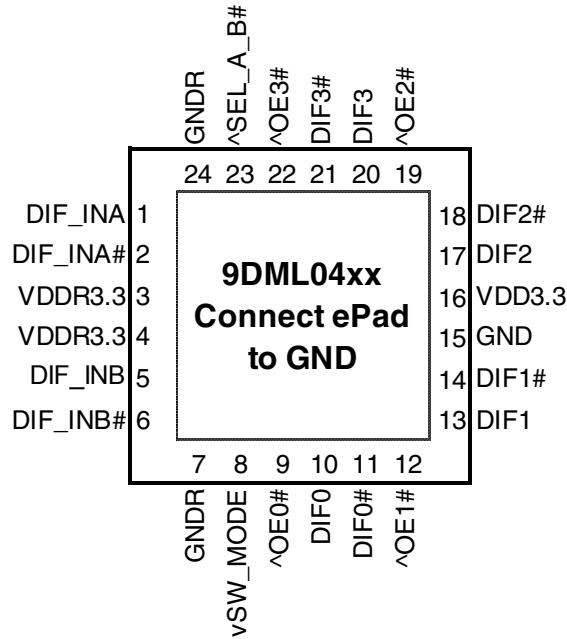 GNDR
^SEL_A_B#
^OE3#
DIF3#
DIF3
^OE2#
24 23 22 21 20 19
DIF_INA 1
DIF_INA# 2
VDDR3.3 3
VDDR3.3 4
DIF_INB 5
DIF_INB# 6
9DML04xx
Connect ePad
to GND
18 DIF2#
17 DIF2
16 VDD3.3
15 GND
14 DIF1#
13 DIF1
7 8 9 10 11 12
GNDR
vSW_MODE
^OE0#
DIF0
DIF0#
^OE1#